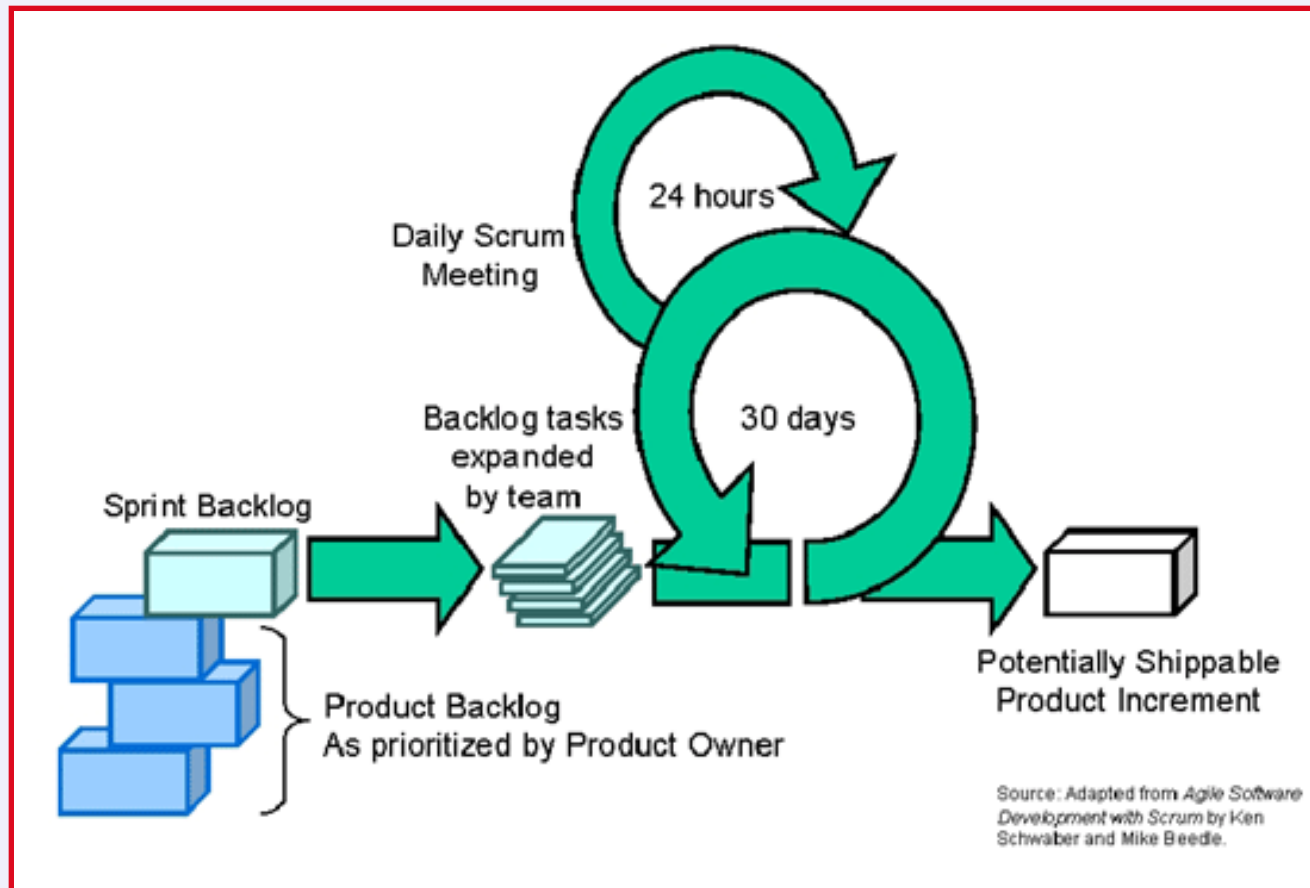 24 hours
Daily Scrum
Meeting
30 days
Backlog tasks
expanded
by team
Sprint Backlog
Product Backlog
As prioritized by Product Owner
Potentially Shippable
Product Increment
Source: Adapted from Agile Software
Development with Scrum by Ken
Schwaber and Mike Beedle.